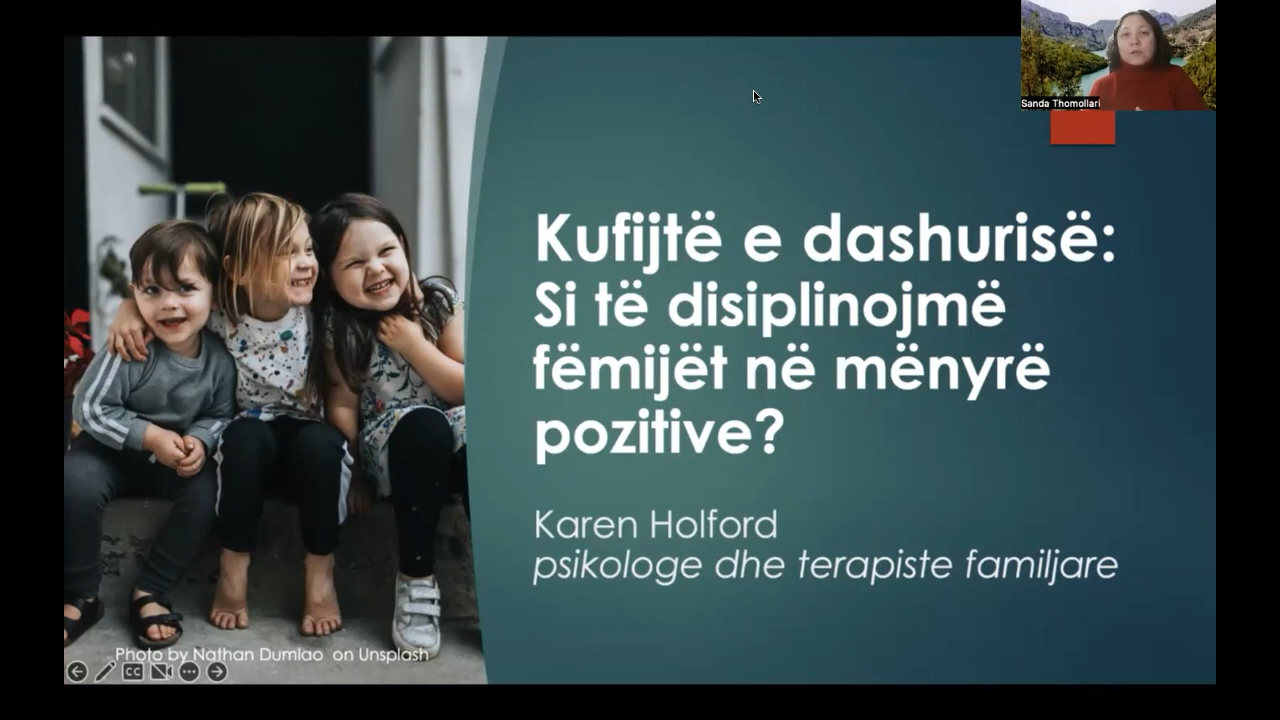 Sanda Thomollari
Kufijtë e dashurisë:
Si të disiplinojmë
fëmijët në mënyrë
pozitive?
Karen Holford
psikologe dhe terapiste familjare
Photo by Nathan Dumlao on Unsplash
CC